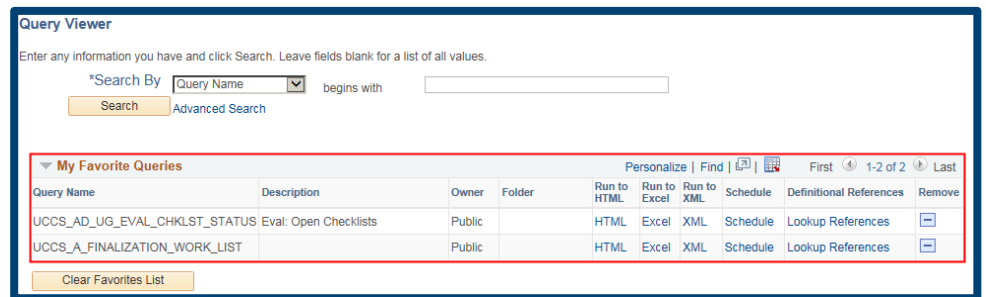 Query Viewer
Enter any information you have and click Search. Leave fields blank for a list of all values.
*Search By Query Name begins with
Search Advanced Search
My Favorite Queries Personalize | Find | | First 1-2 of 2 Last
Query Name Description Owner Folder Run to HTML Run to Excel Run to XML Schedule Definitional References Remove
UCCS_AD_UG_EVAL_CHKLST_STATUS Eval: Open Checklists Public HTML Excel XML Schedule Lookup References
UCCS_A_FINALIZATION_WORK_LIST Public HTML Excel XML Schedule Lookup References
Clear Favorites List